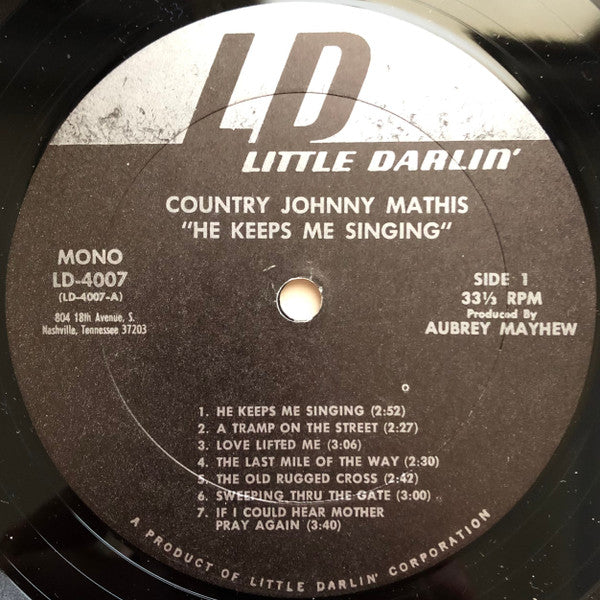 LD
LITTLE DARLIN'
COUNTRY JOHNNY MATHIS
"HE KEEPS ME SINGING"
MONO
LD-4007
(LD-4007-A)
804 18th Avenue, S.
Nashville, Tennessee 37203
SIDE 1
33⅓ RPM
Produced By
AUBREY MAYHEW
1. HE KEEPS ME SINGING (2:52)
2. A TRAMP ON THE STREET (2:27)
3. LOVE LIFTED ME (3:06)
4. THE LAST MILE OF THE WAY (2:30)
5. THE OLD RUGGED CROSS (2:42)
6. SWEEPING THRU THE GATE (3:00)
7. IF I COULD HEAR MOTHER
PRAY AGAIN (3:40)
A PRODUCT OF LITTLE DARLIN' CORPORATION